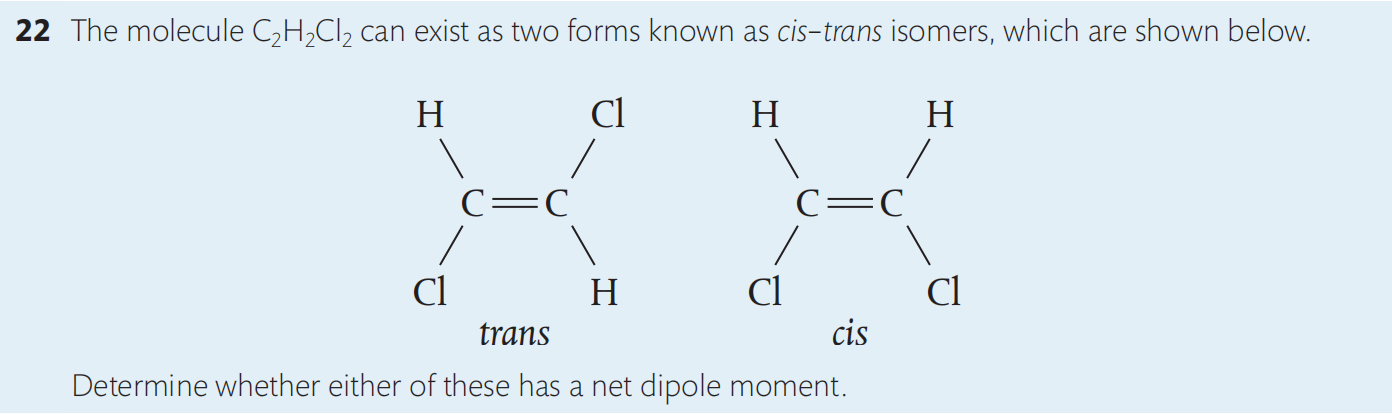 22 The molecule C₂H₂Cl₂ can exist as two forms known as cis–trans isomers, which are shown below.
H Cl H H
C=C C=C
Cl H Cl Cl
trans cis
Determine whether either of these has a net dipole moment.